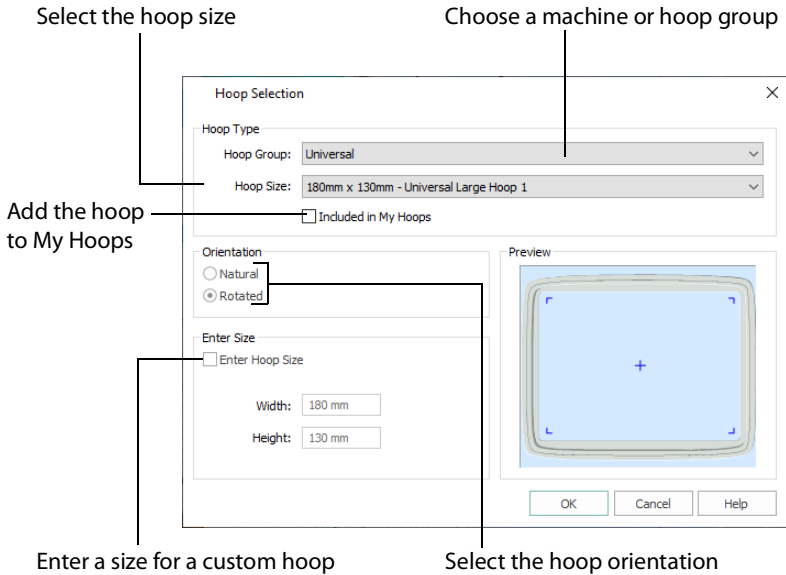 Select the hoop size
Choose a machine or hoop group
Hoop Selection
Hoop Type
Hoop Group: Universal
Hoop Size: 180mm x 130mm - Universal Large Hoop 1
Add the hoop
to My Hoops
Included in My Hoops
Orientation
Natural
Rotated
Preview
Enter Size
Enter Hoop Size
Width: 180 mm
Height: 130 mm
OK Cancel Help
Enter a size for a custom hoop
Select the hoop orientation